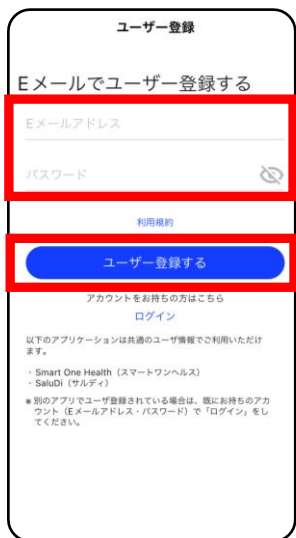 ユーザー登録
Eメールでユーザー登録する
Eメールアドレス
パスワード
利用規約
ユーザー登録する
アカウントをお持ちの方はこちら
ログイン
以下のアプリケーションは共通のユーザ情報でご利用いただけ
ます。
・Smart One Health（スマートワンヘルス）
・SaluDi（サルディ）
※別のアプリでユーザ登録されている場合は、既にお持ちのアカ
ウント（Eメールアドレス・パスワード）で「ログイン」をし
てください。